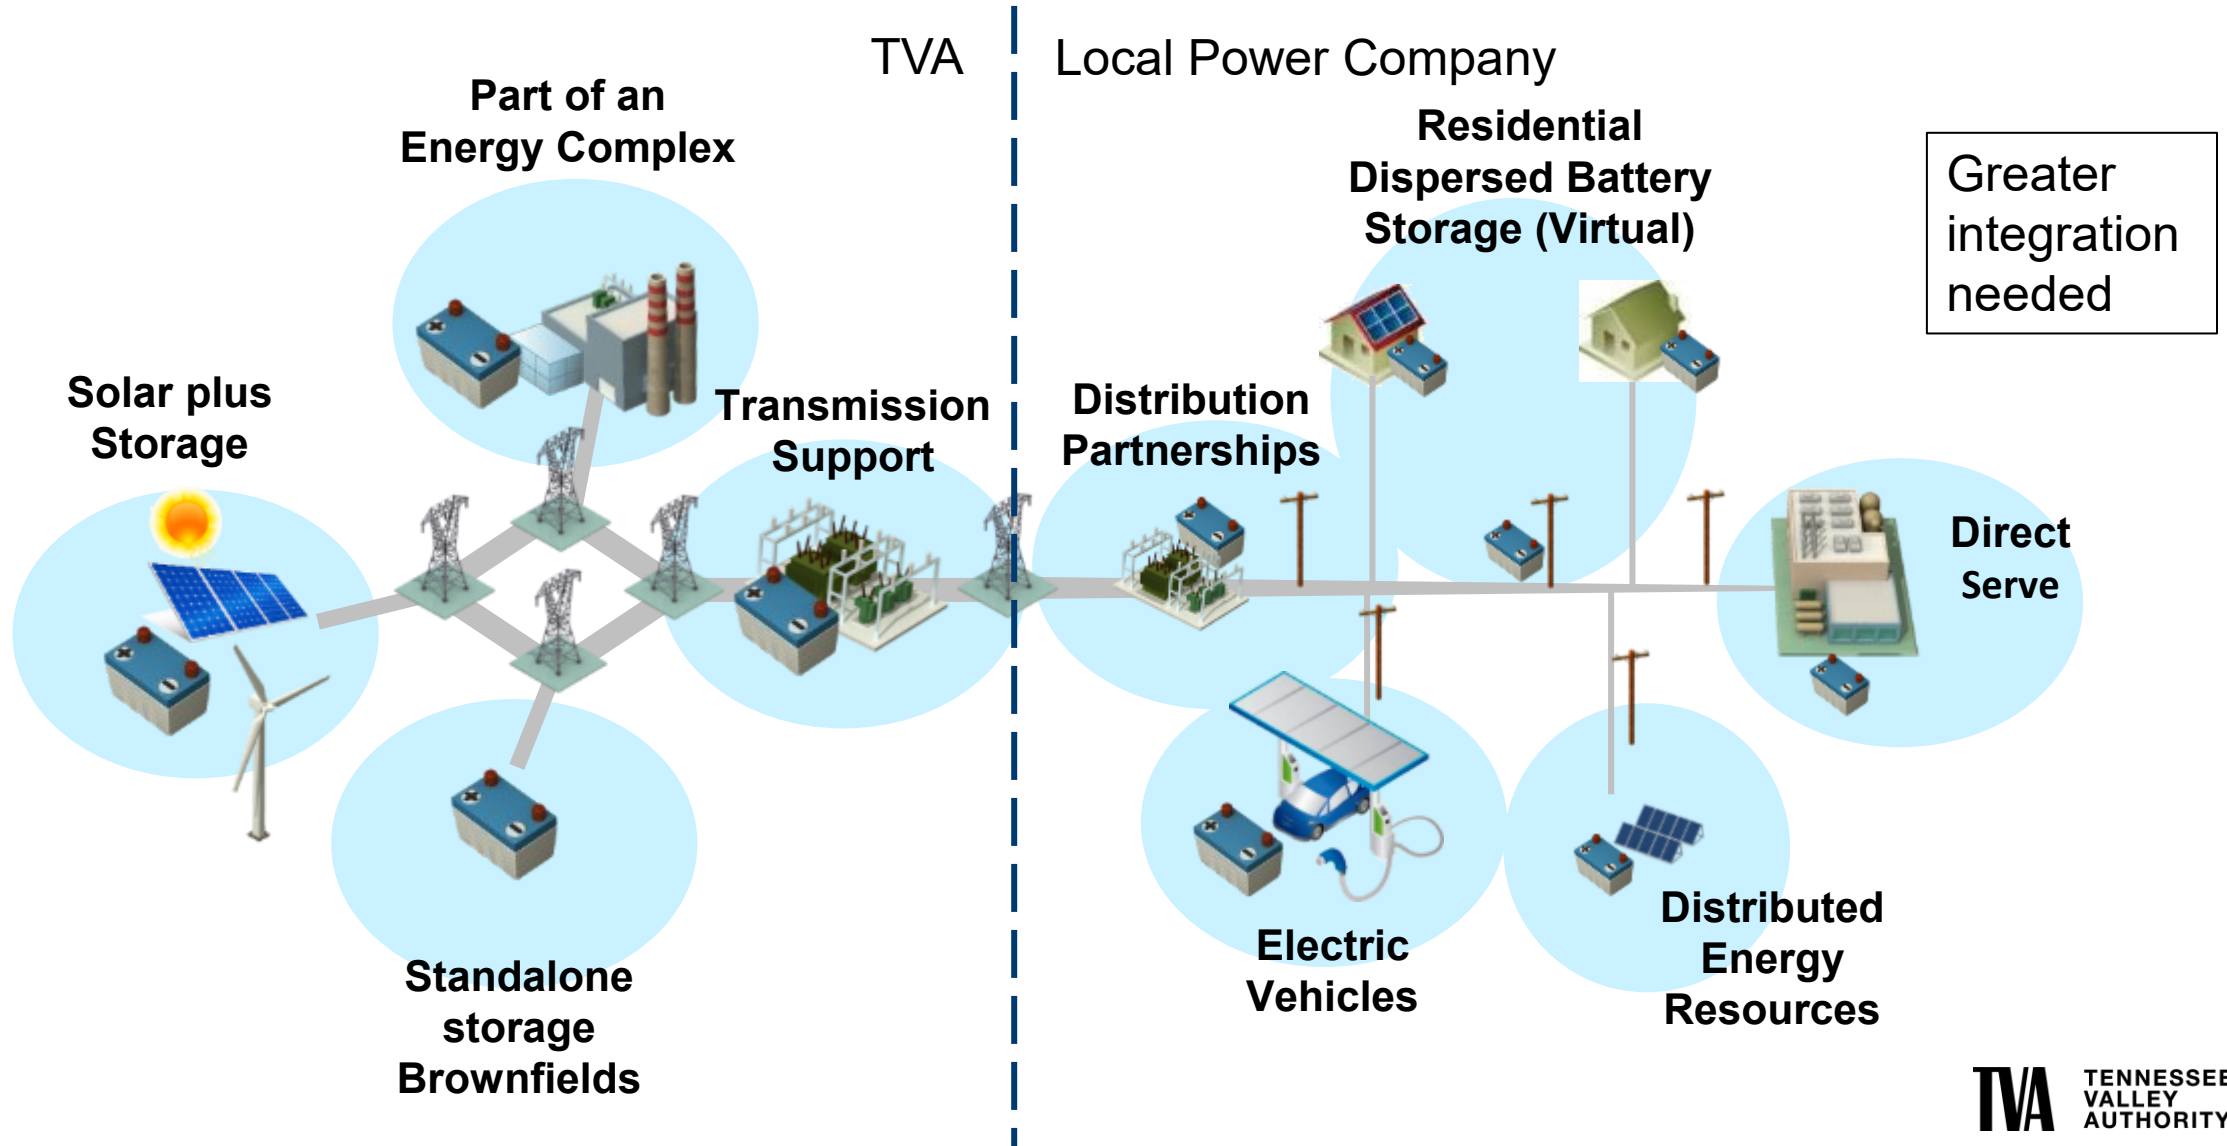 TVA
Local Power Company
Part of an
Energy Complex
Residential
Dispersed Battery
Storage (Virtual)
Greater
integration
needed
Solar plus
Storage
Transmission
Support
Distribution
Partnerships
Direct
Serve
Standalone
storage
Brownfields
Electric
Vehicles
Distributed
Energy
Resources
TVA
TENNESSEE
VALLEY
AUTHORITY